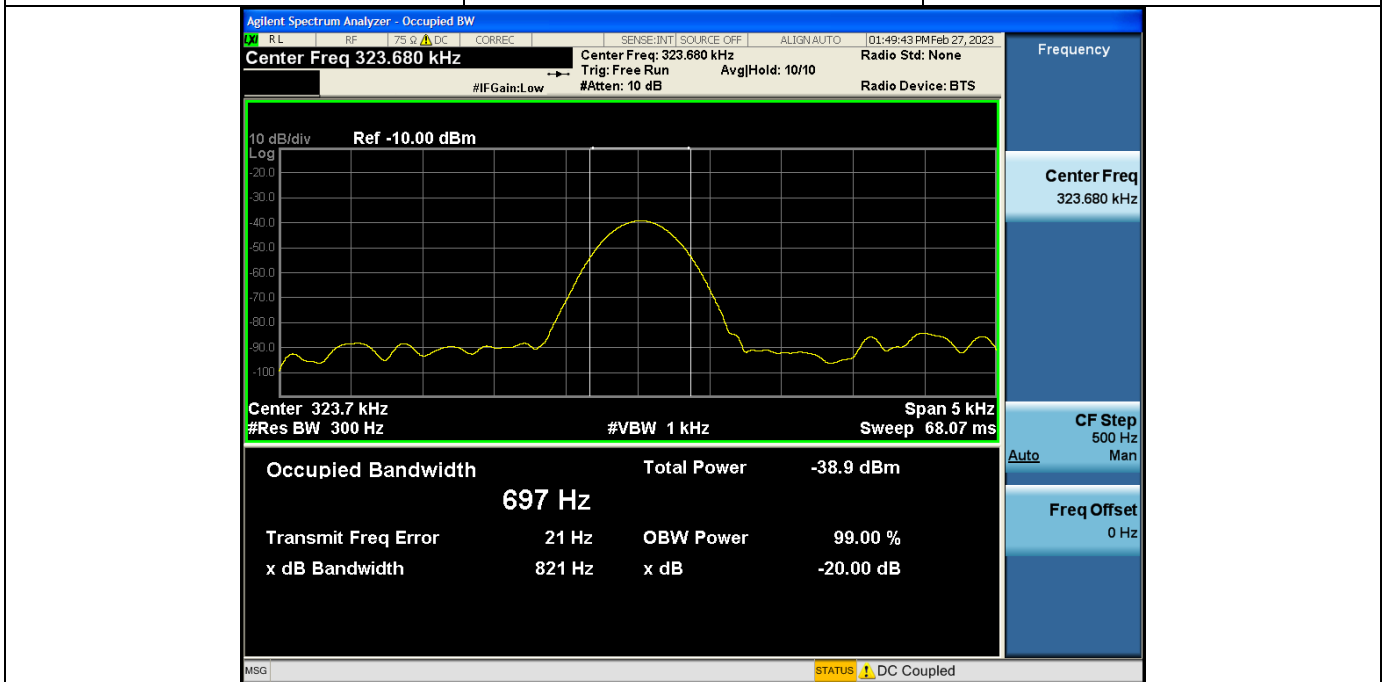 Agilent Spectrum Analyzer - Occupied BW
LXI RL RF 75 Ω DC CORREC SENSE:INT SOURCE OFF ALIGN AUTO 01:49:43 PM Feb 27, 2023
Center Freq 323.680 kHz
Center Freq: 323.680 kHz Radio Std: None
Trig: Free Run Avg|Hold: 10/10
#IFGain:Low #Atten: 10 dB Radio Device: BTS
10 dB/div Ref -10.00 dBm
Log
-20.0
-30.0
-40.0
-50.0
-60.0
-70.0
-80.0
-90.0
-100
Center 323.7 kHz Span 5 kHz
#Res BW 300 Hz #VBW 1 kHz Sweep 68.07 ms
Occupied Bandwidth Total Power -38.9 dBm
697 Hz
Transmit Freq Error 21 Hz OBW Power 99.00 %
x dB Bandwidth 821 Hz x dB -20.00 dB
Frequency
Center Freq
323.680 kHz
CF Step
500 Hz
Auto Man
Freq Offset
0 Hz
MSG STATUS DC Coupled